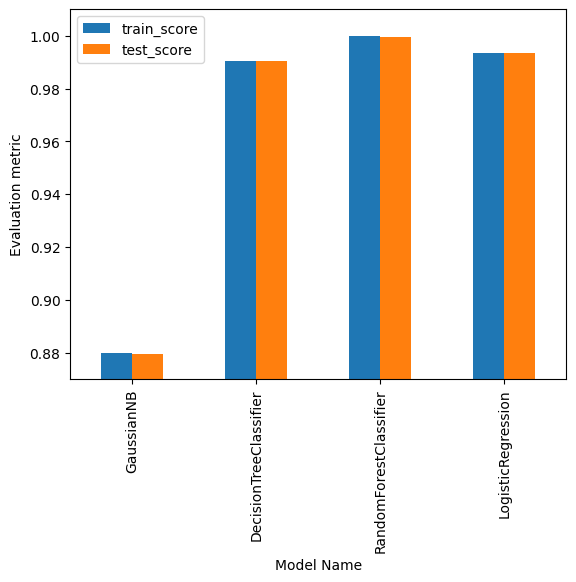 train_score
test_score
Evaluation metric
1.00
0.98
0.96
0.94
0.92
0.90
0.88
GaussianNB
DecisionTreeClassifier
RandomForestClassifier
LogisticRegression
Model Name